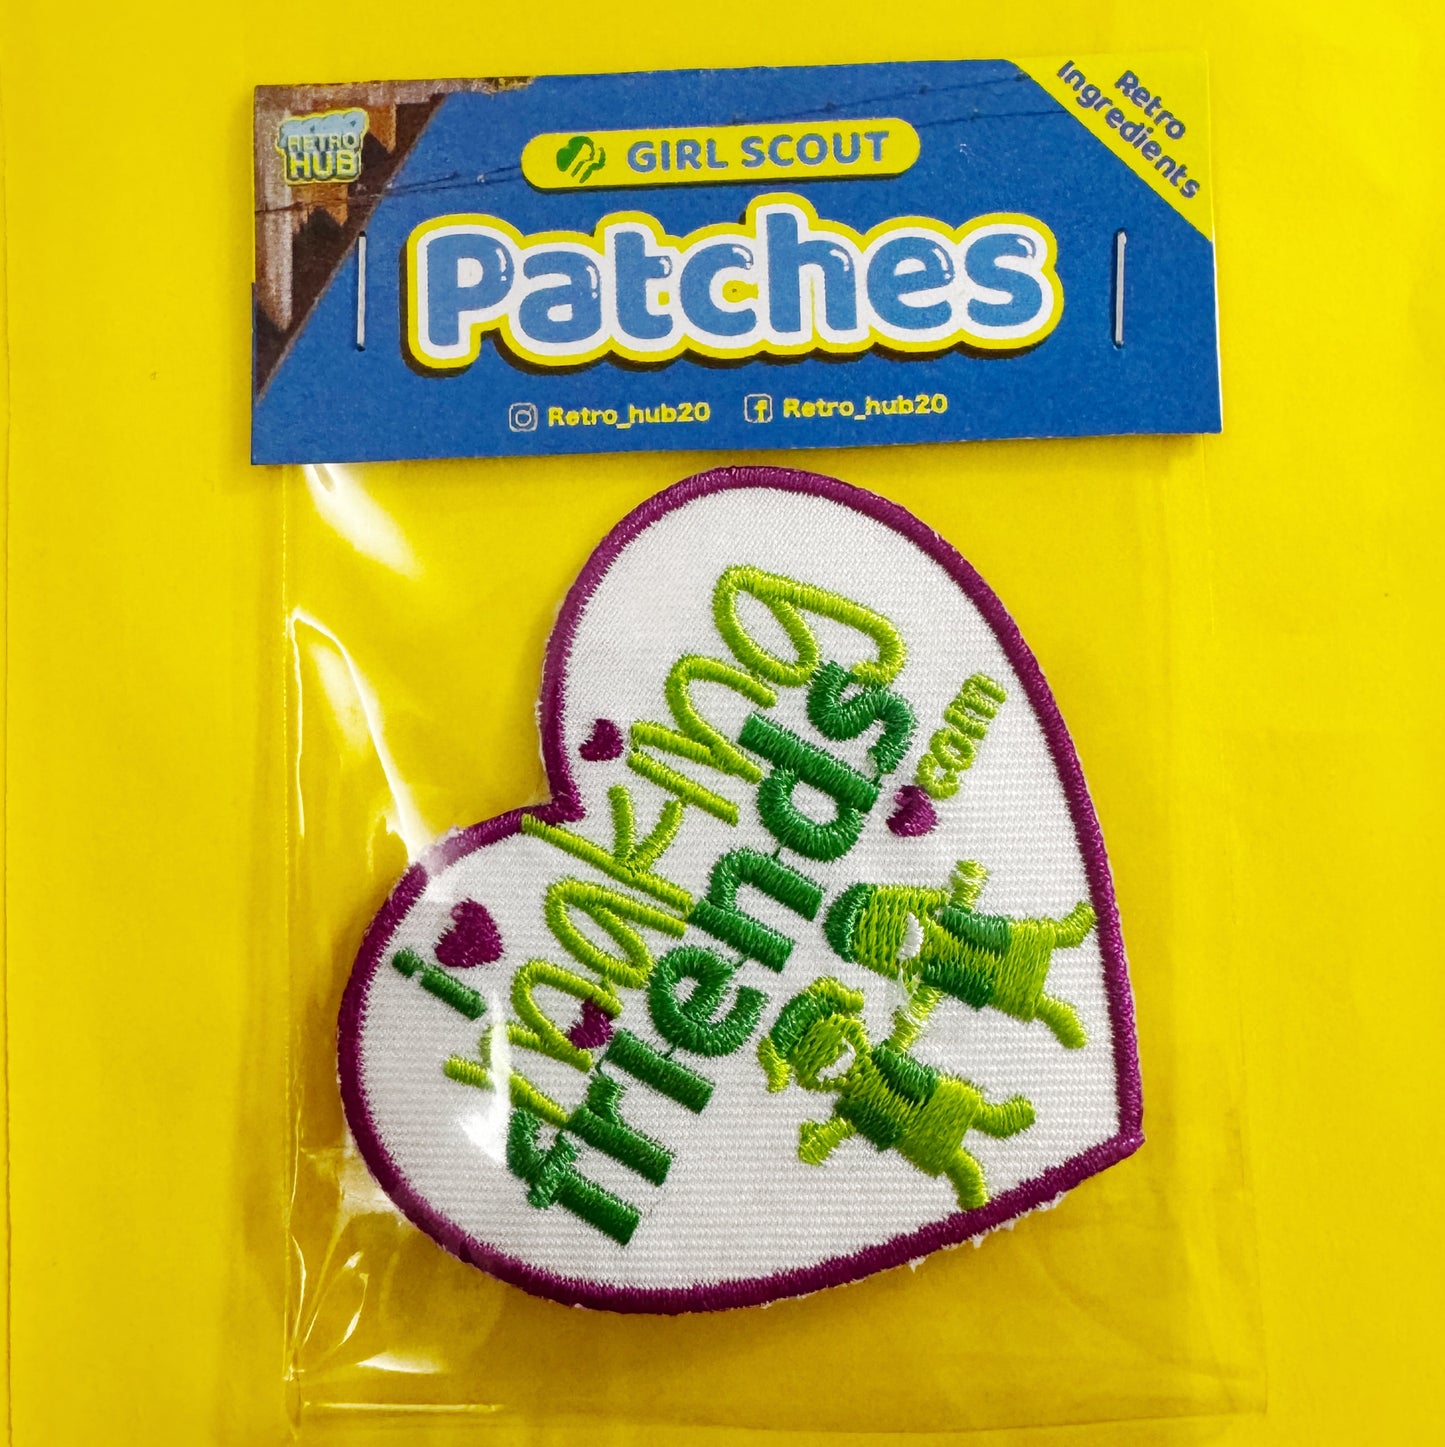 RETRO
HUB
GIRL SCOUT
Patches
Retro
Ingredients
Retro_hub20 Retro_hub20
i
making
friends
.com